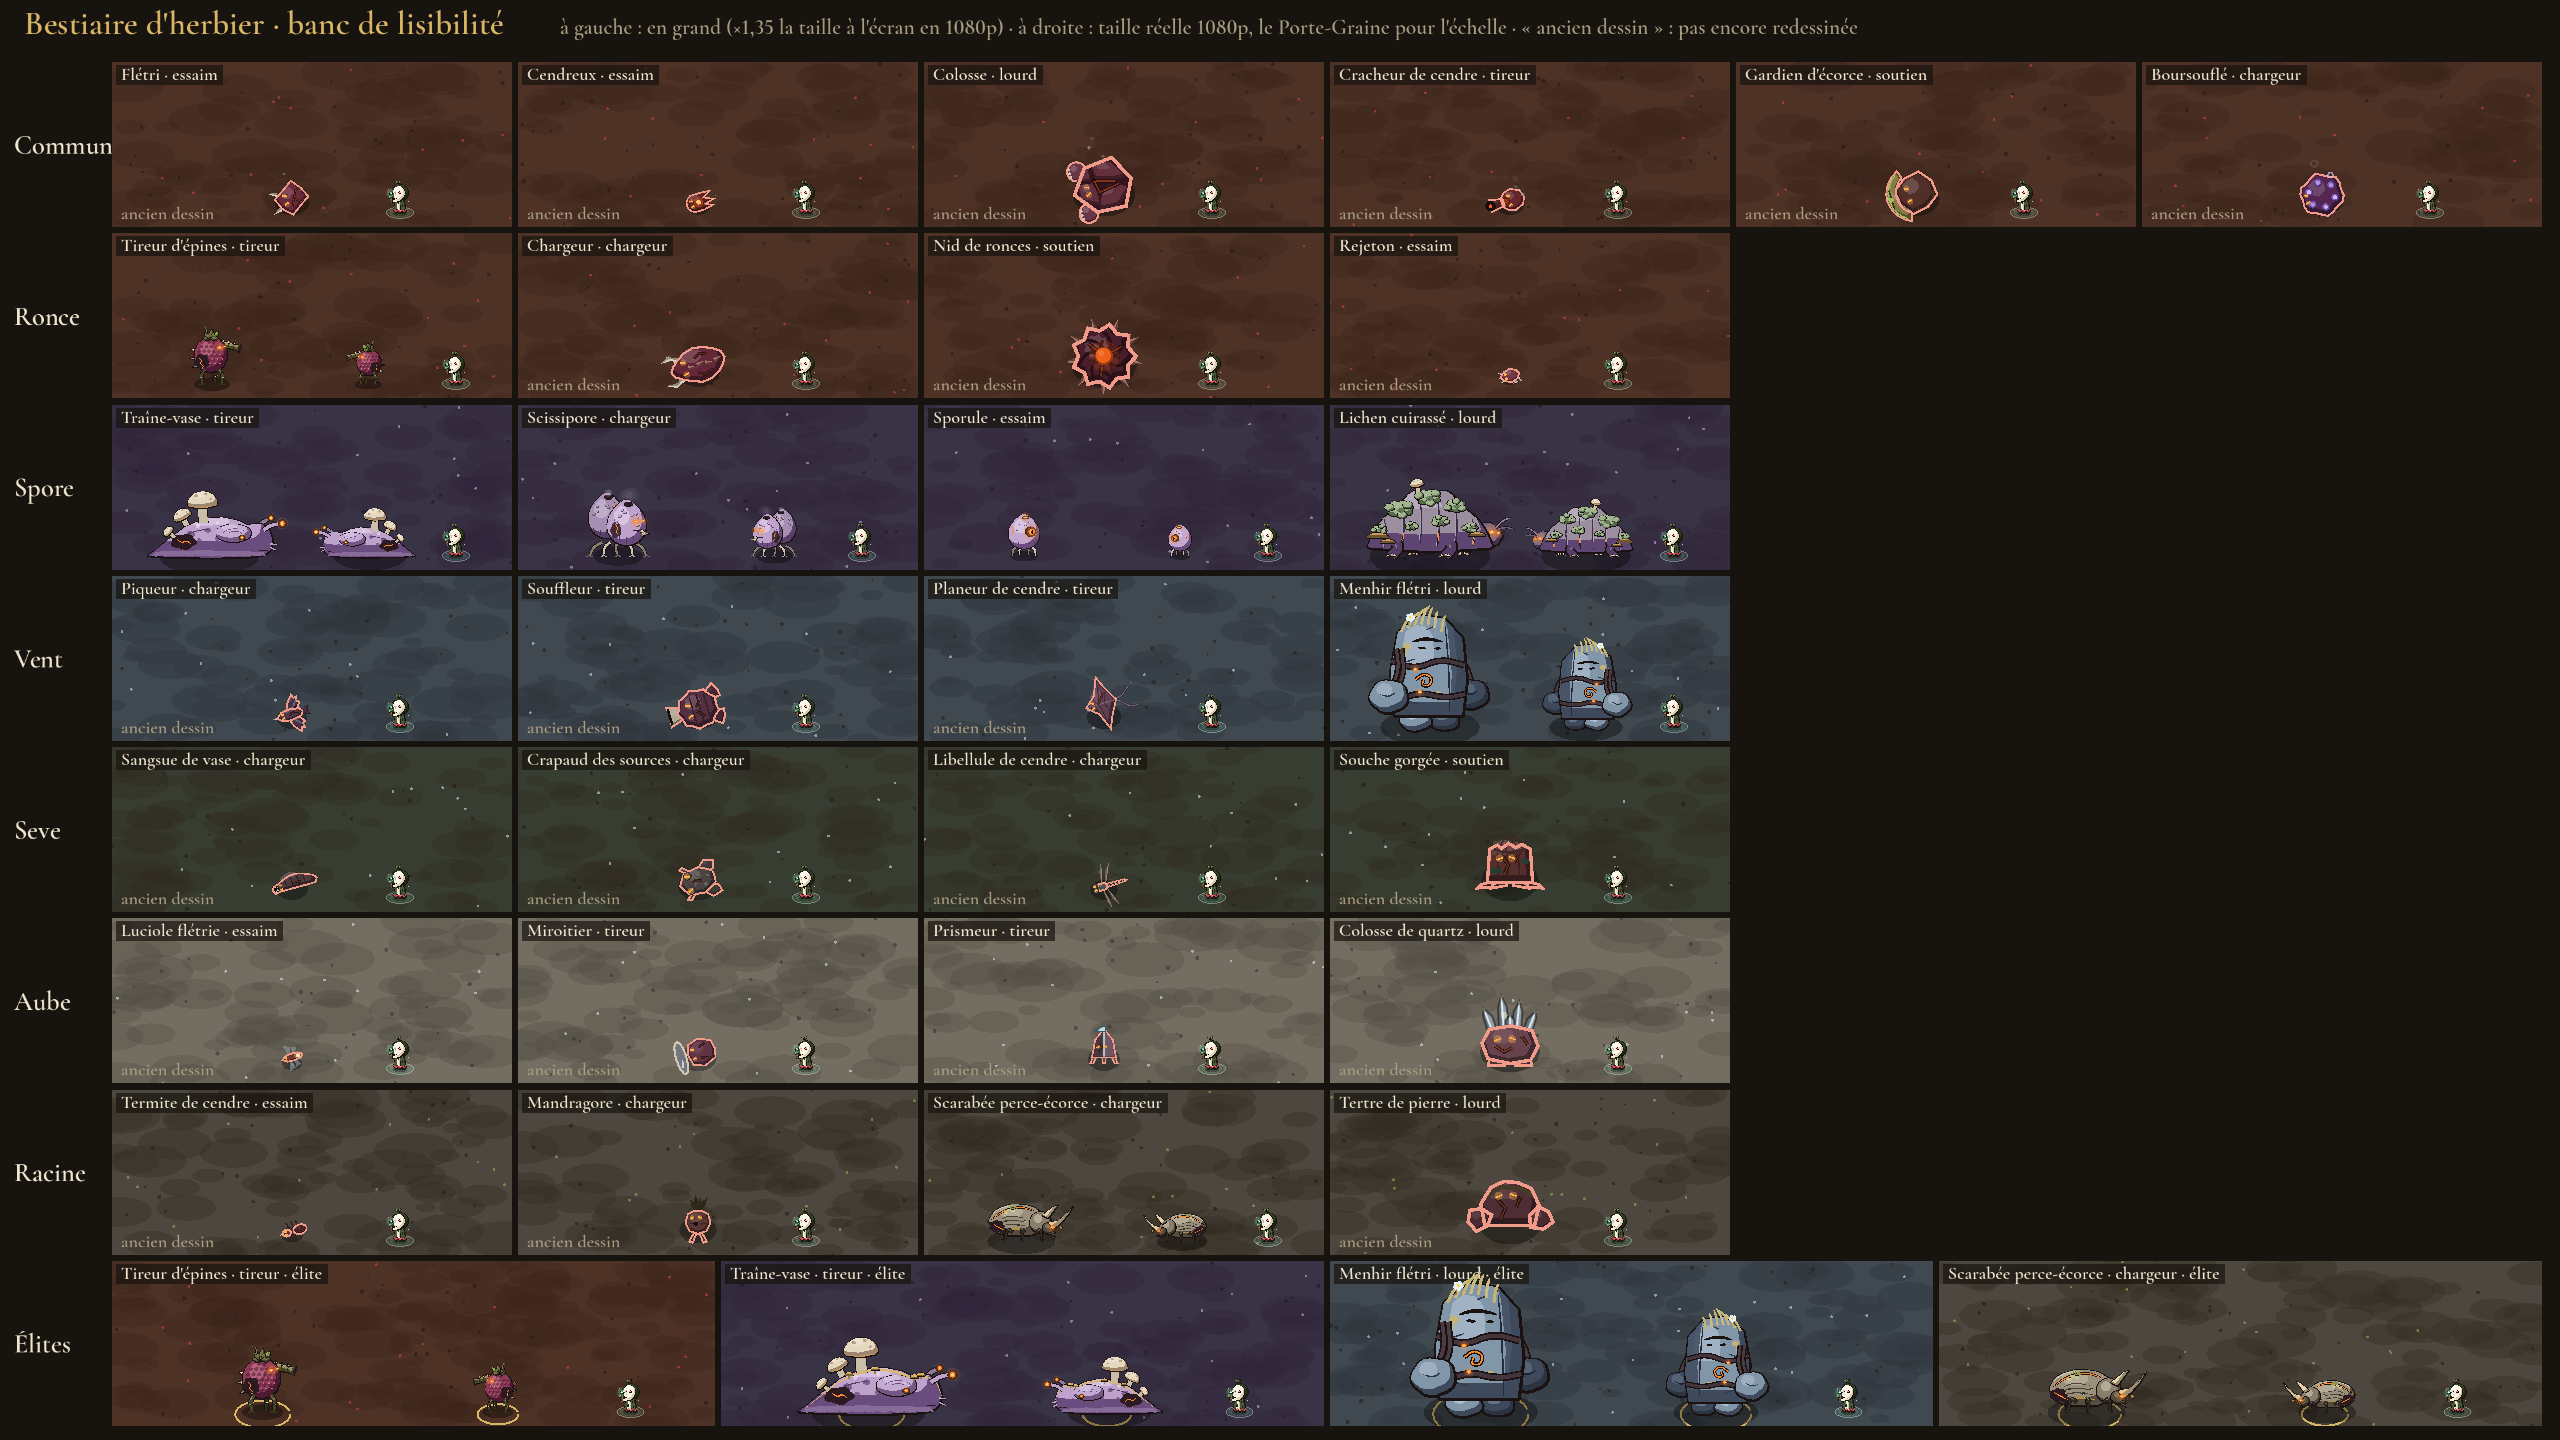 Bestiaire d'herbier · banc de lisibilité
à gauche : en grand (×1,35 la taille à l'écran en 1080p) · à droite : taille réelle 1080p, le Porte-Graine pour l'échelle · « ancien dessin » : pas encore redessinée
Commun
Flétri · essaim
ancien dessin
Cendreux · essaim
ancien dessin
Colosse · lourd
ancien dessin
Cracheur de cendre · tireur
ancien dessin
Gardien d'écorce · soutien
ancien dessin
Boursouflé · chargeur
ancien dessin
Ronce
Tireur d'épines · tireur
Chargeur · chargeur
ancien dessin
Nid de ronces · soutien
ancien dessin
Rejeton · essaim
ancien dessin
Spore
Traîne-vase · tireur
Scissipore · chargeur
Sporule · essaim
Lichen cuirassé · lourd
Vent
Piqueur · chargeur
ancien dessin
Souffleur · tireur
ancien dessin
Planeur de cendre · tireur
ancien dessin
Menhir flétri · lourd
Seve
Sangsue de vase · chargeur
ancien dessin
Crapaud des sources · chargeur
ancien dessin
Libellule de cendre · chargeur
ancien dessin
Souche gorgée · soutien
ancien dessin
Aube
Luciole flétrie · essaim
ancien dessin
Miroitier · tireur
ancien dessin
Prismeur · tireur
ancien dessin
Colosse de quartz · lourd
ancien dessin
Racine
Termite de cendre · essaim
ancien dessin
Mandragore · chargeur
ancien dessin
Scarabée perce-écorce · chargeur
Tertre de pierre · lourd
ancien dessin
Élites
Tireur d'épines · tireur · élite
Traîne-vase · tireur · élite
Menhir flétri · lourd · élite
Scarabée perce-écorce · chargeur · élite